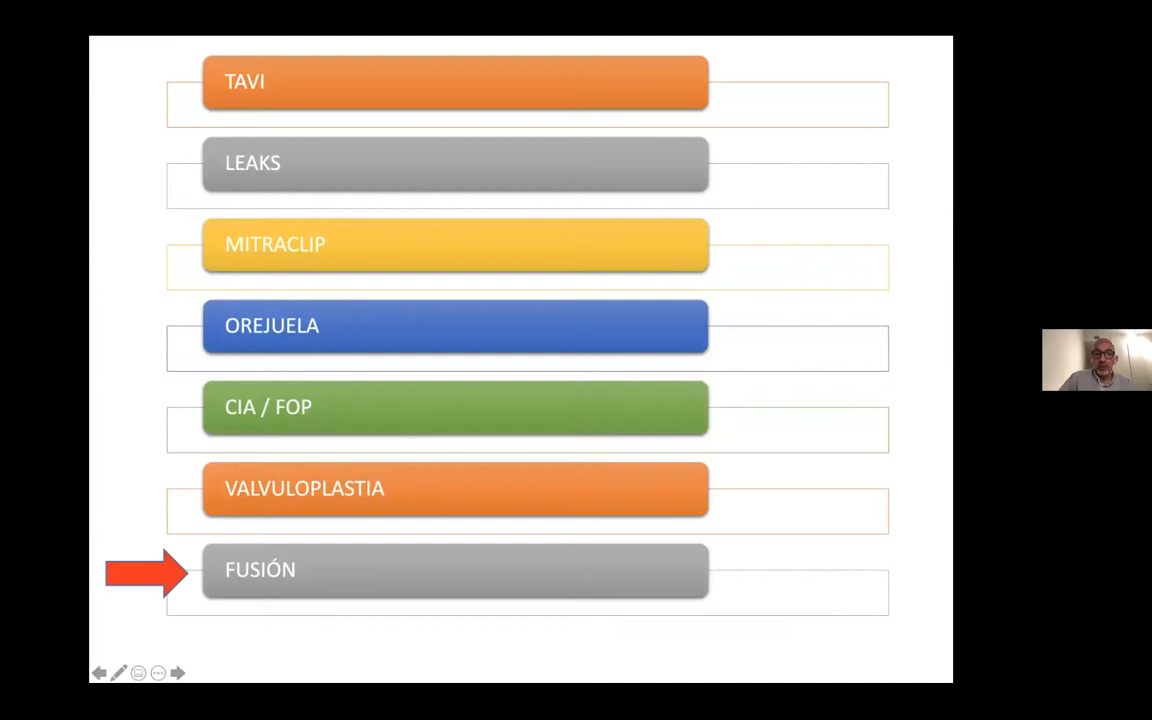 TAVI
LEAKS
MITRACLIP
OREJUELA
CIA / FOP
VALVULOPLASTIA
FUSIÓN